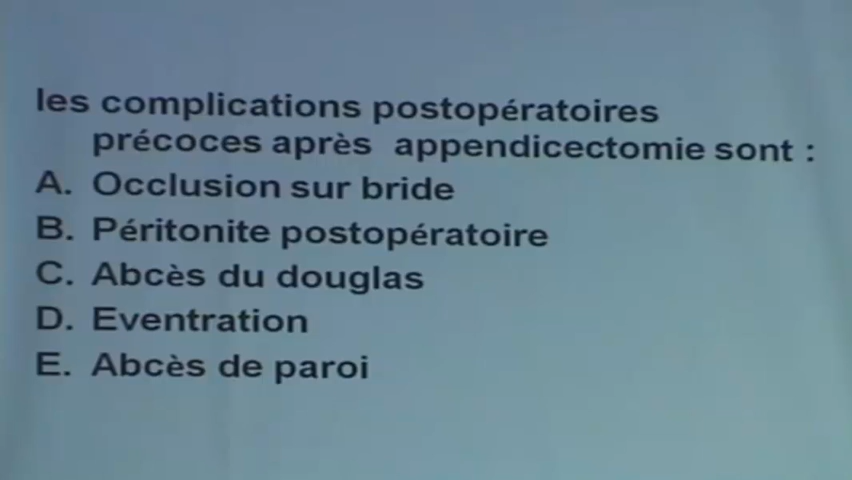 les complications postopératoires
précoces après appendicectomie sont :
A. Occlusion sur bride
B. Péritonite postopératoire
C. Abcès du douglas
D. Eventration
E. Abcès de paroi